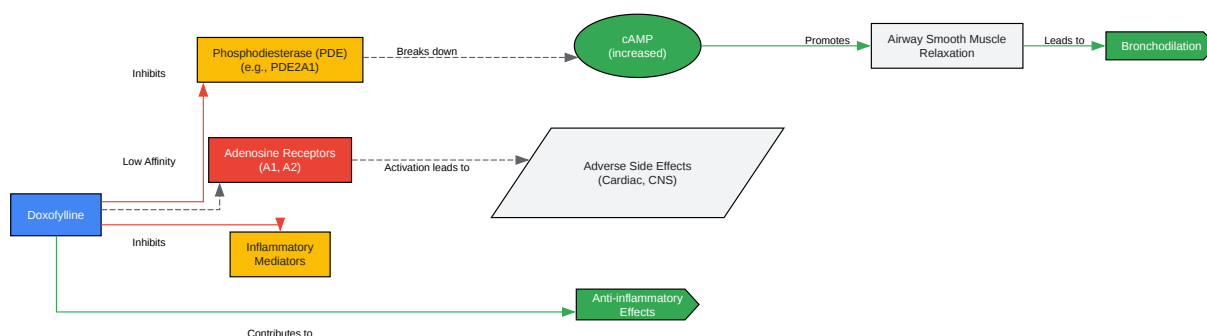 Phosphodiesterase (PDE)
(e.g., PDE2A1)
Breaks down
cAMP
(increased)
Promotes
Airway Smooth Muscle
Relaxation
Leads to
Bronchodilation
Inhibits
Low Affinity
Adenosine Receptors
(A1, A2)
Activation leads to
Adverse Side Effects
(Cardiac, CNS)
Doxofylline
Inhibits
Inflammatory
Mediators
Anti-inflammatory
Effects
Contributes to